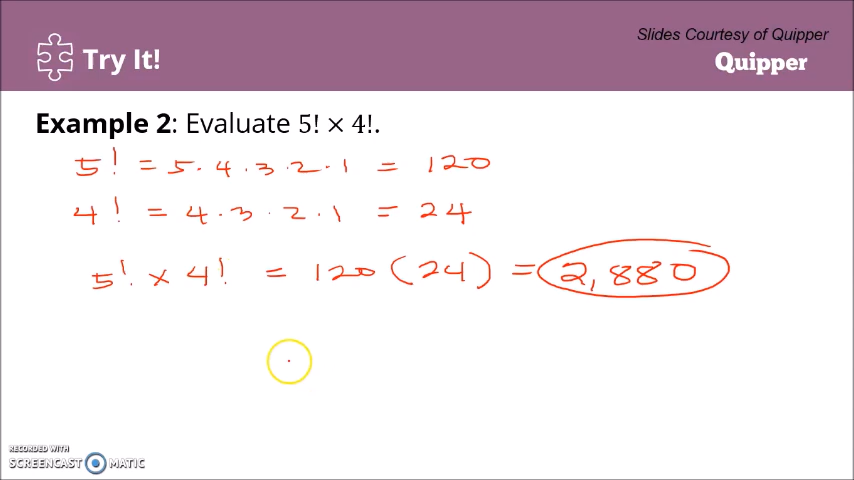 Slides Courtesy of Quipper
Try It!
Quipper
Example 2: Evaluate 5! × 4!.
5! = 5·4·3·2·1 = 120
4! = 4·3·2·1 = 24
5! × 4! = 120(24) = 2,880
RECORDED WITH
SCREENCAST MATIC